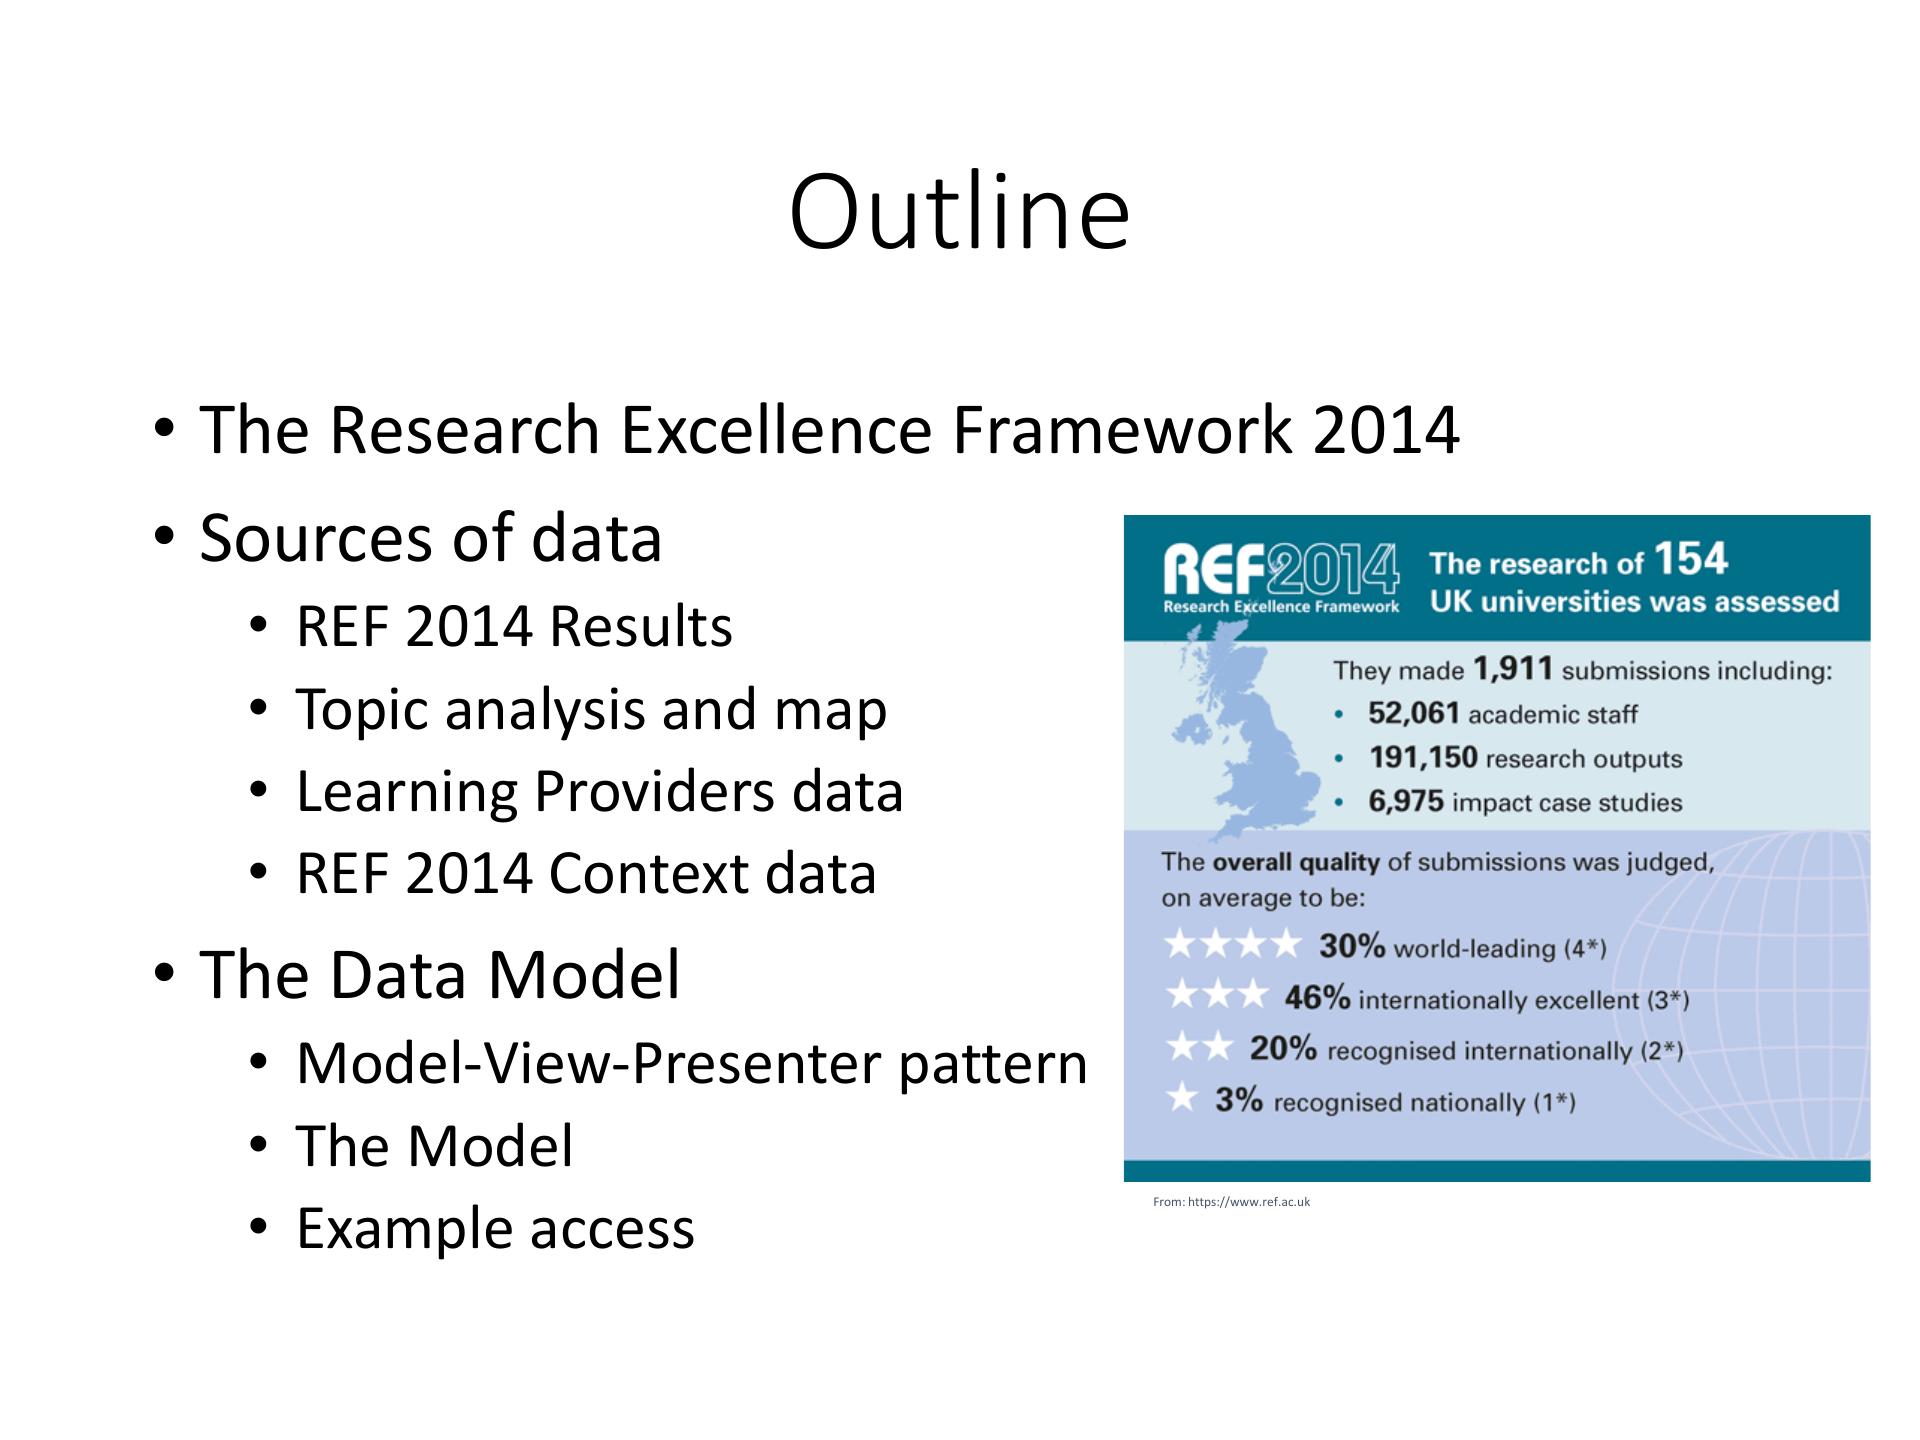 Outline
• The Research Excellence Framework 2014
• Sources of data
• REF 2014 Results
• Topic analysis and map
• Learning Providers data
• REF 2014 Context data
• The Data Model
• Model-View-Presenter pattern
• The Model
• Example access
REF2014
Research Excellence Framework
The research of 154
UK universities was assessed
They made 1,911 submissions including:
• 52,061 academic staff
• 191,150 research outputs
• 6,975 impact case studies
The overall quality of submissions was judged,
on average to be:
★★★★ 30% world-leading (4*)
★★★ 46% internationally excellent (3*)
★★ 20% recognised internationally (2*)
★ 3% recognised nationally (1*)
From: https://www.ref.ac.uk